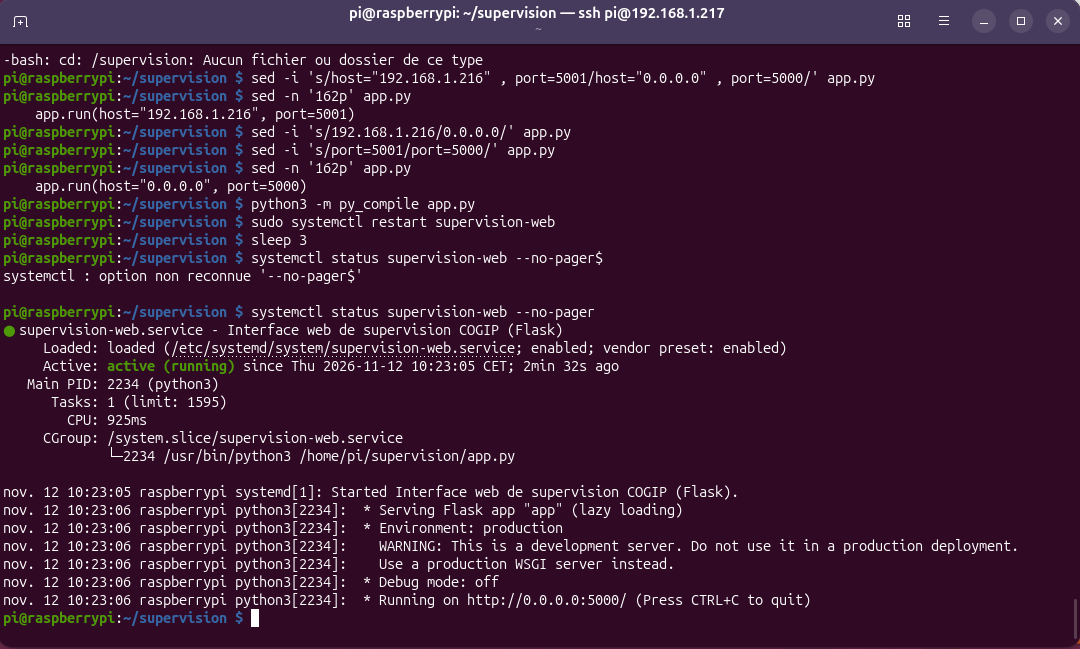 pi@raspberrypi: ~/supervision — ssh pi@192.168.1.217
~
-bash: cd: /supervision: Aucun fichier ou dossier de ce type
pi@raspberrypi:~/supervision $ sed -i 's/host="192.168.1.216" , port=5001/host="0.0.0.0" , port=5000/' app.py
pi@raspberrypi:~/supervision $ sed -n '162p' app.py
    app.run(host="192.168.1.216", port=5001)
pi@raspberrypi:~/supervision $ sed -i 's/192.168.1.216/0.0.0.0/' app.py
pi@raspberrypi:~/supervision $ sed -i 's/port=5001/port=5000/' app.py
pi@raspberrypi:~/supervision $ sed -n '162p' app.py
    app.run(host="0.0.0.0", port=5000)
pi@raspberrypi:~/supervision $ python3 -m py_compile app.py
pi@raspberrypi:~/supervision $ sudo systemctl restart supervision-web
pi@raspberrypi:~/supervision $ sleep 3
pi@raspberrypi:~/supervision $ systemctl status supervision-web --no-pager$
systemctl : option non reconnue '--no-pager$'
pi@raspberrypi:~/supervision $ systemctl status supervision-web --no-pager
● supervision-web.service - Interface web de supervision COGIP (Flask)
     Loaded: loaded (/etc/systemd/system/supervision-web.service; enabled; vendor preset: enabled)
     Active: active (running) since Thu 2026-11-12 10:23:05 CET; 2min 32s ago
   Main PID: 2234 (python3)
      Tasks: 1 (limit: 1595)
        CPU: 925ms
     CGroup: /system.slice/supervision-web.service
             └─2234 /usr/bin/python3 /home/pi/supervision/app.py
nov. 12 10:23:05 raspberrypi systemd[1]: Started Interface web de supervision COGIP (Flask).
nov. 12 10:23:06 raspberrypi python3[2234]:  * Serving Flask app "app" (lazy loading)
nov. 12 10:23:06 raspberrypi python3[2234]:  * Environment: production
nov. 12 10:23:06 raspberrypi python3[2234]:    WARNING: This is a development server. Do not use it in a production deployment.
nov. 12 10:23:06 raspberrypi python3[2234]:    Use a production WSGI server instead.
nov. 12 10:23:06 raspberrypi python3[2234]:  * Debug mode: off
nov. 12 10:23:06 raspberrypi python3[2234]:  * Running on http://0.0.0.0:5000/ (Press CTRL+C to quit)
pi@raspberrypi:~/supervision $